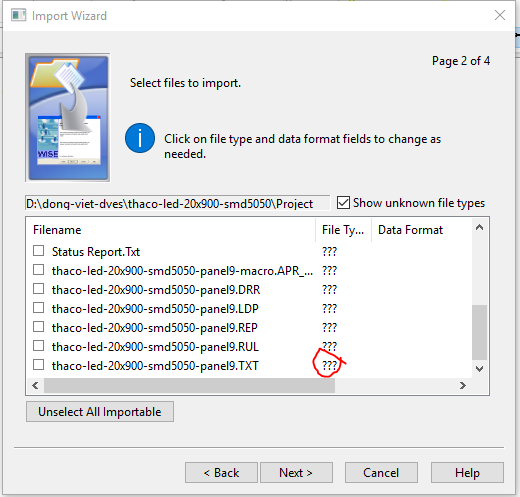 Import Wizard
Page 2 of 4
Select files to import.
Click on file type and data format fields to change as
needed.
WISE
D:\dong-viet-dves\thaco-led-20x900-smd5050\Project
Show unknown file types
Filename File Ty... Data Format
Status Report.Txt ???
thaco-led-20x900-smd5050-panel9-macro.APR_... ???
thaco-led-20x900-smd5050-panel9.DRR ???
thaco-led-20x900-smd5050-panel9.LDP ???
thaco-led-20x900-smd5050-panel9.REP ???
thaco-led-20x900-smd5050-panel9.RUL ???
thaco-led-20x900-smd5050-panel9.TXT ???
Unselect All Importable
< Back Next > Cancel Help